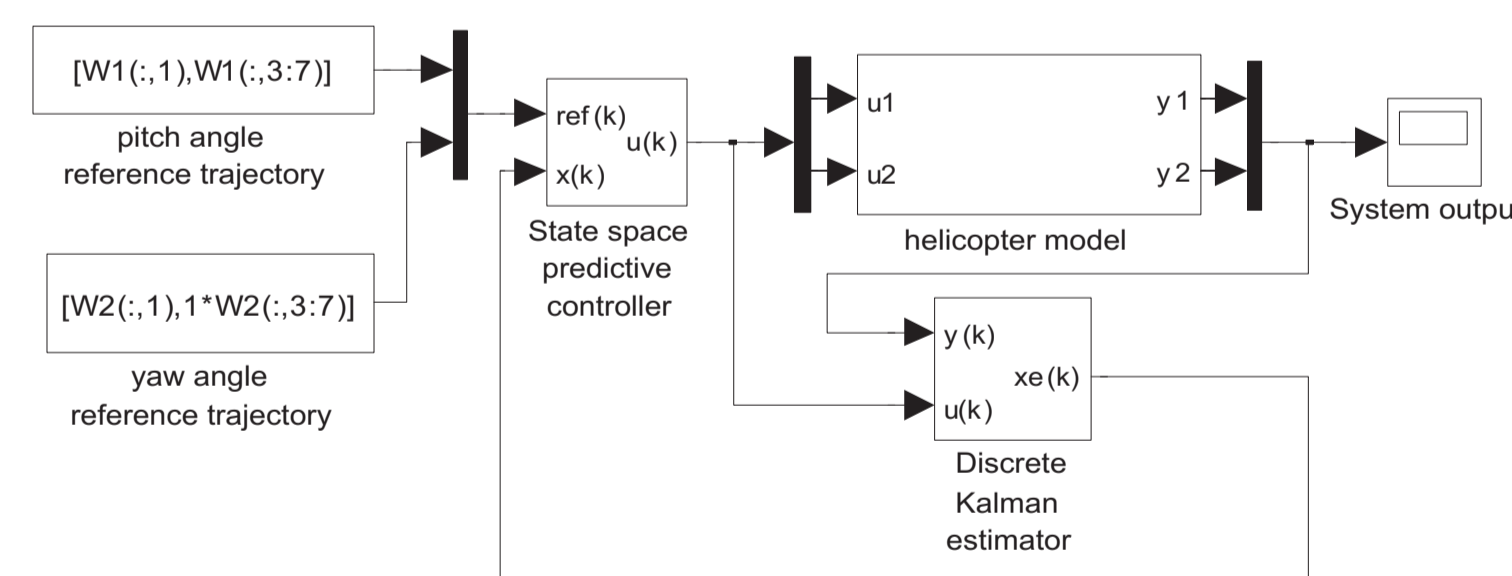 [W1(:,1),W1(:,3:7)]
pitch angle
reference trajectory
[W2(:,1),1*W2(:,3:7)]
yaw angle
reference trajectory
ref(k)
u(k)
x(k)
State space
predictive
controller
u1
u2
y1
y2
helicopter model
System outpu
y(k)
xe(k)
u(k)
Discrete
Kalman
estimator